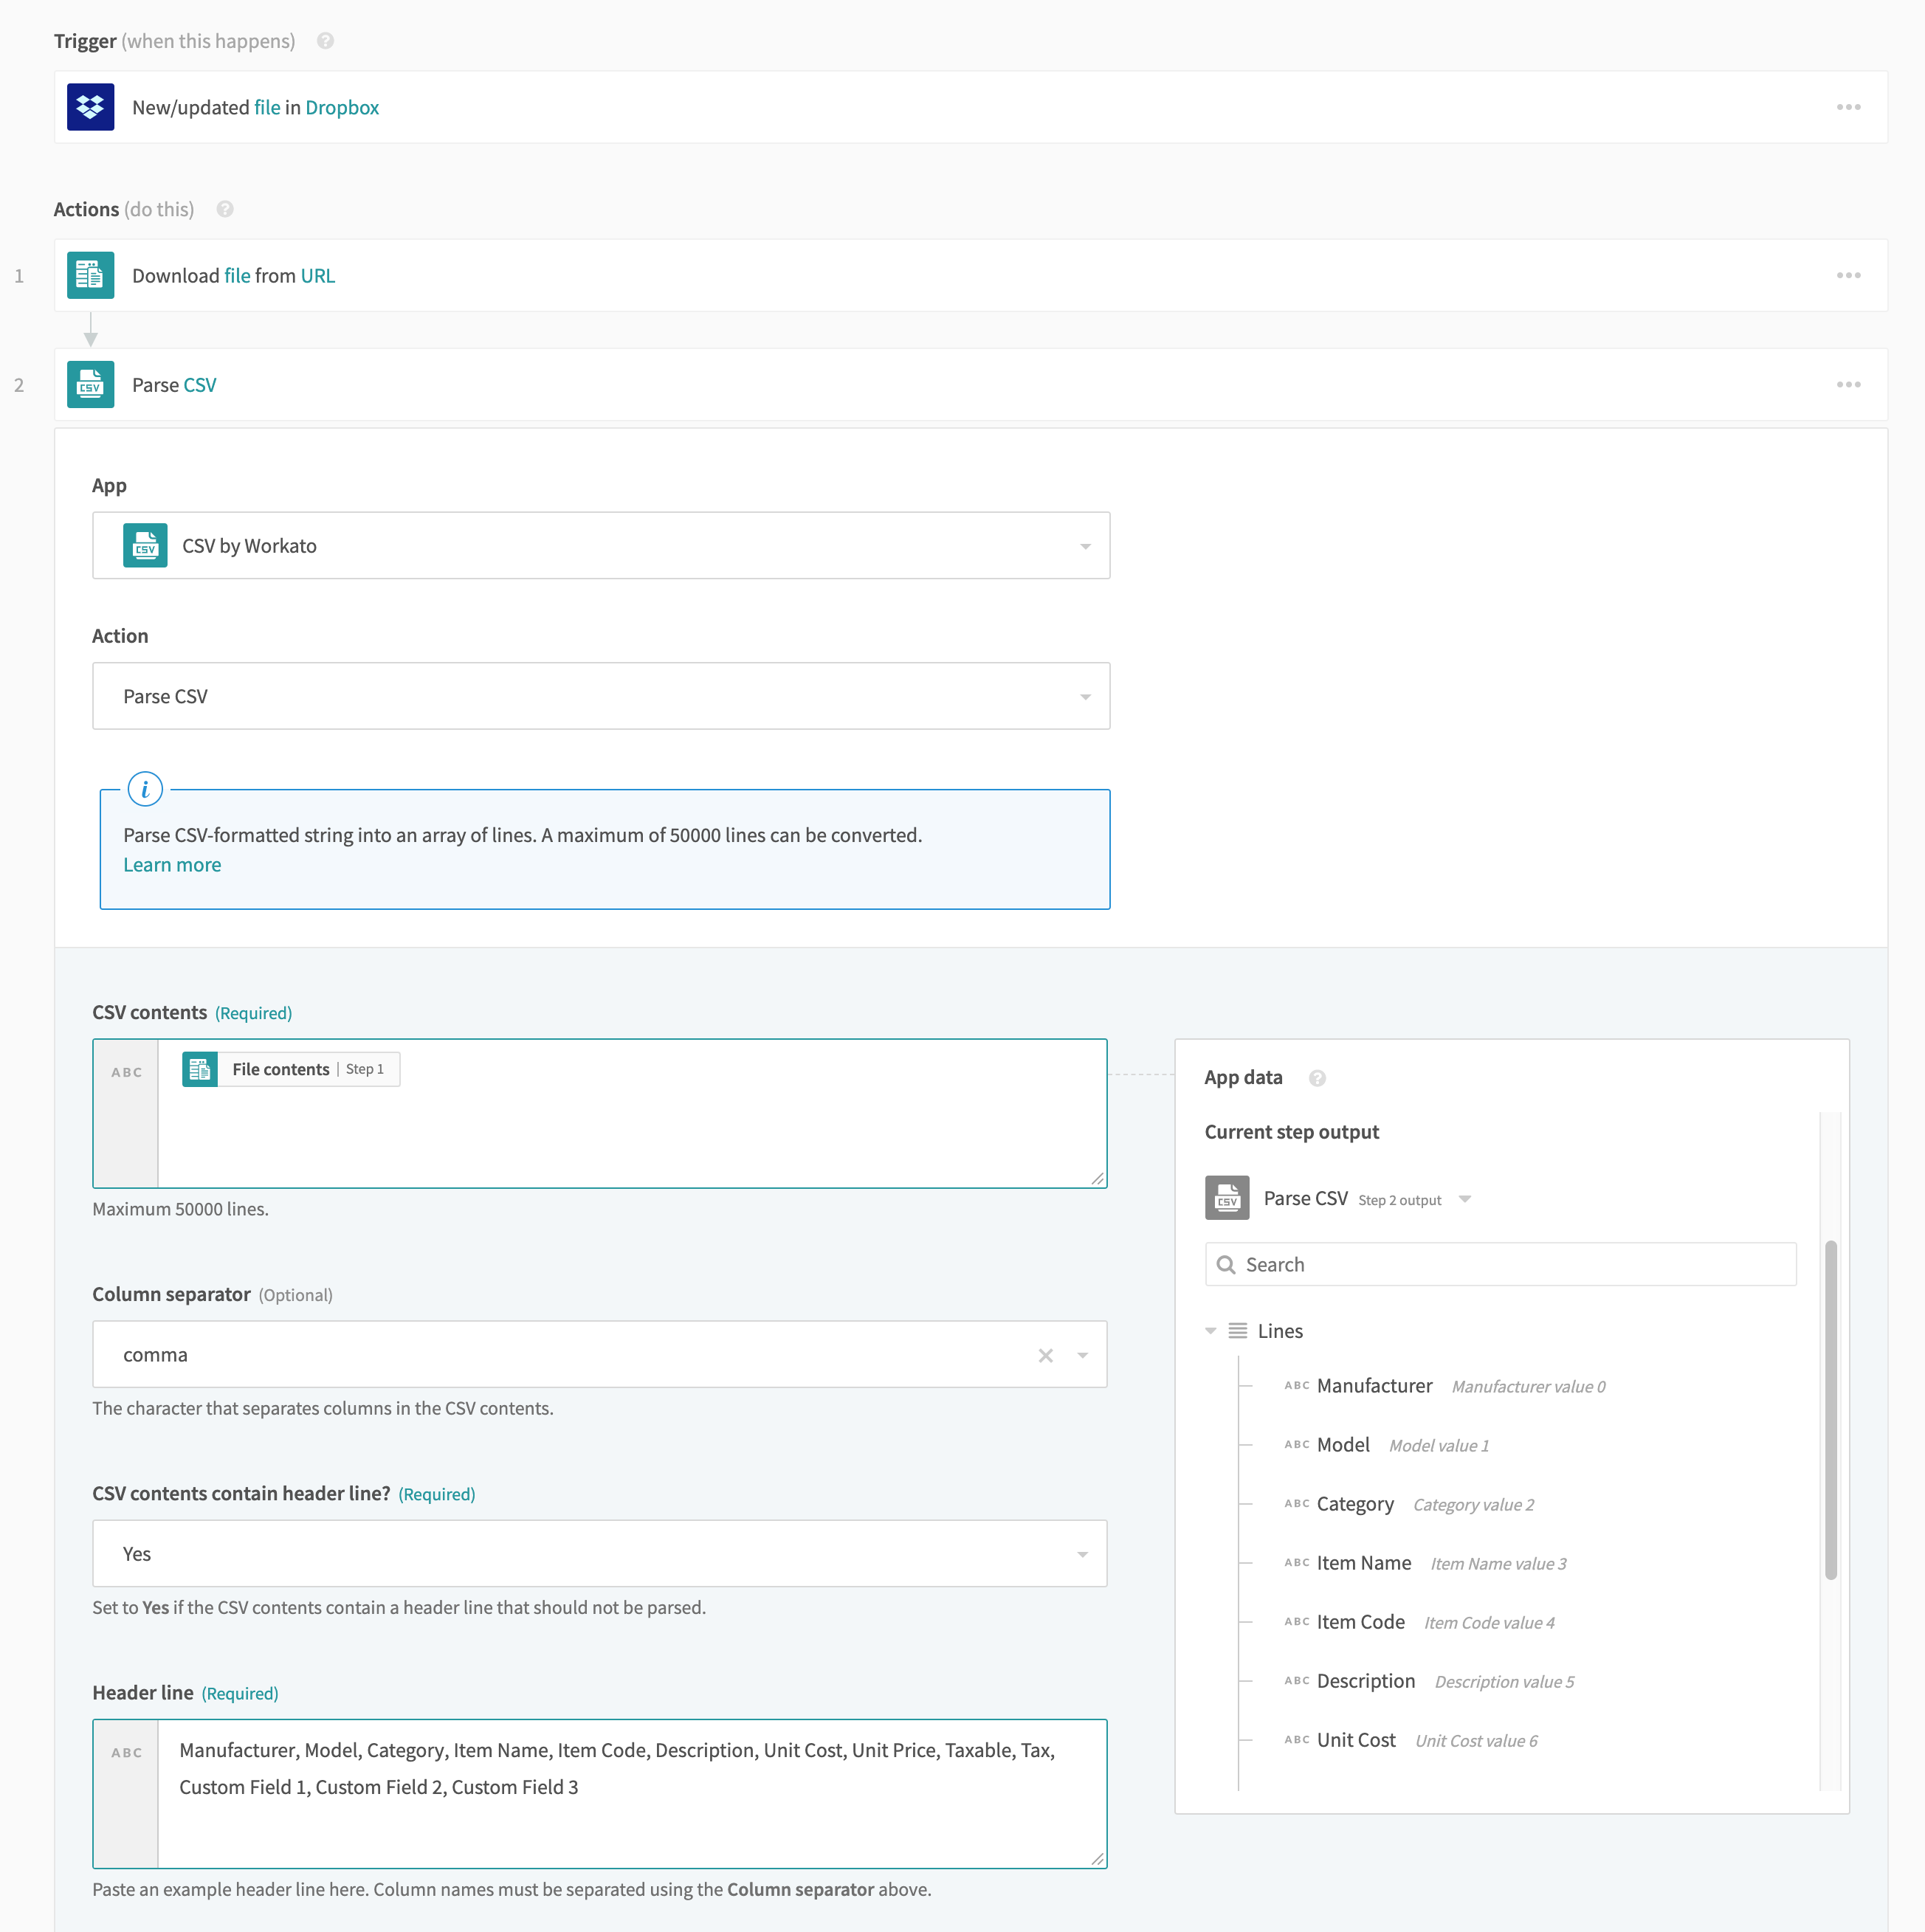 Trigger (when this happens) ?
New/updated file in Dropbox
Actions (do this) ?
1
Download file from URL
2
CSV
Parse CSV
App
CSV
CSV by Workato
Action
Parse CSV
i
Parse CSV-formatted string into an array of lines. A maximum of 50000 lines can be converted.
Learn more
CSV contents (Required)
ABC
File contents | Step 1
Maximum 50000 lines.
Column separator (Optional)
comma
The character that separates columns in the CSV contents.
CSV contents contain header line? (Required)
Yes
Set to Yes if the CSV contents contain a header line that should not be parsed.
Header line (Required)
ABC
Manufacturer, Model, Category, Item Name, Item Code, Description, Unit Cost, Unit Price, Taxable, Tax,
Custom Field 1, Custom Field 2, Custom Field 3
Paste an example header line here. Column names must be separated using the Column separator above.
App data ?
Current step output
CSV
Parse CSV Step 2 output
Search
Lines
ABC Manufacturer Manufacturer value 0
ABC Model Model value 1
ABC Category Category value 2
ABC Item Name Item Name value 3
ABC Item Code Item Code value 4
ABC Description Description value 5
ABC Unit Cost Unit Cost value 6